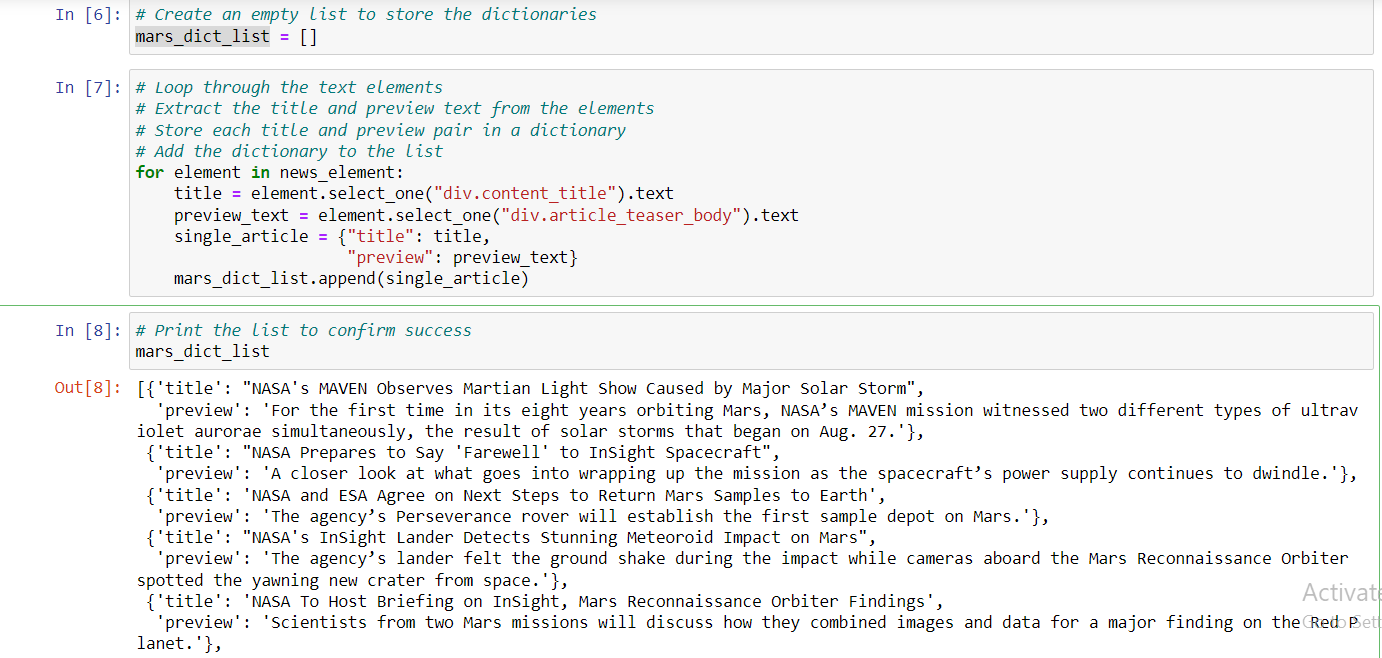 In [6]: # Create an empty list to store the dictionaries
mars_dict_list = []
In [7]: # Loop through the text elements
# Extract the title and preview text from the elements
# Store each title and preview pair in a dictionary
# Add the dictionary to the list
for element in news_element:
    title = element.select_one("div.content_title").text
    preview_text = element.select_one("div.article_teaser_body").text
    single_article = {"title": title,
                      "preview": preview_text}
    mars_dict_list.append(single_article)
In [8]: # Print the list to confirm success
mars_dict_list
Out[8]: [{'title': "NASA's MAVEN Observes Martian Light Show Caused by Major Solar Storm",
  'preview': 'For the first time in its eight years orbiting Mars, NASA’s MAVEN mission witnessed two different types of ultrav
iolet aurorae simultaneously, the result of solar storms that began on Aug. 27.'},
 {'title': "NASA Prepares to Say 'Farewell' to InSight Spacecraft",
  'preview': 'A closer look at what goes into wrapping up the mission as the spacecraft’s power supply continues to dwindle.'},
 {'title': 'NASA and ESA Agree on Next Steps to Return Mars Samples to Earth',
  'preview': 'The agency’s Perseverance rover will establish the first sample depot on Mars.'},
 {'title': "NASA's InSight Lander Detects Stunning Meteoroid Impact on Mars",
  'preview': 'The agency’s lander felt the ground shake during the impact while cameras aboard the Mars Reconnaissance Orbiter
spotted the yawning new crater from space.'},
 {'title': 'NASA To Host Briefing on InSight, Mars Reconnaissance Orbiter Findings',
  'preview': 'Scientists from two Mars missions will discuss how they combined images and data for a major finding on the Red P
lanet.'},
Activate
Go to Sett